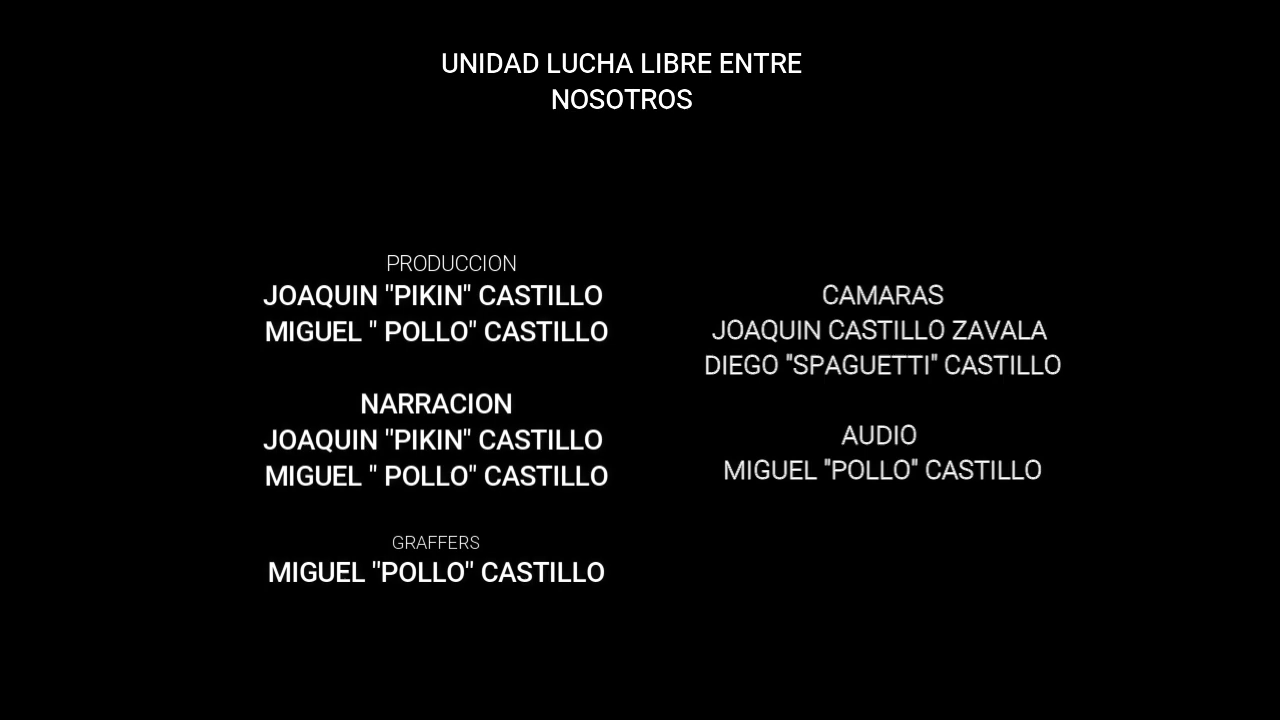 UNIDAD LUCHA LIBRE ENTRE
NOSOTROS
PRODUCCION
JOAQUIN "PIKIN" CASTILLO
MIGUEL " POLLO" CASTILLO
NARRACION
JOAQUIN "PIKIN" CASTILLO
MIGUEL " POLLO" CASTILLO
GRAFFERS
MIGUEL "POLLO" CASTILLO
CAMARAS
JOAQUIN CASTILLO ZAVALA
DIEGO "SPAGUETTI" CASTILLO
AUDIO
MIGUEL "POLLO" CASTILLO